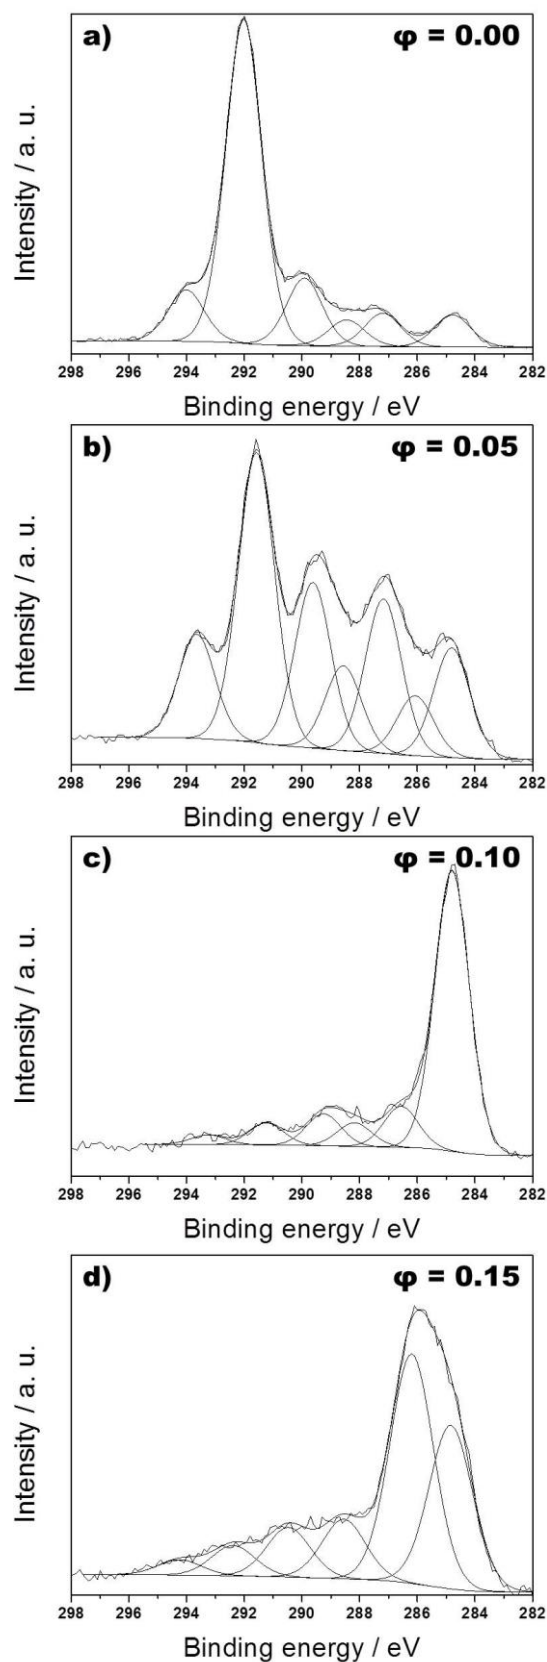 a) φ = 0.00
Intensity / a. u.
298 296 294 292 290 288 286 284 282
Binding energy / eV
b) φ = 0.05
Intensity / a. u.
298 296 294 292 290 288 286 284 282
Binding energy / eV
c) φ = 0.10
Intensity / a. u.
298 296 294 292 290 288 286 284 282
Binding energy / eV
d) φ = 0.15
Intensity / a. u.
298 296 294 292 290 288 286 284 282
Binding energy / eV